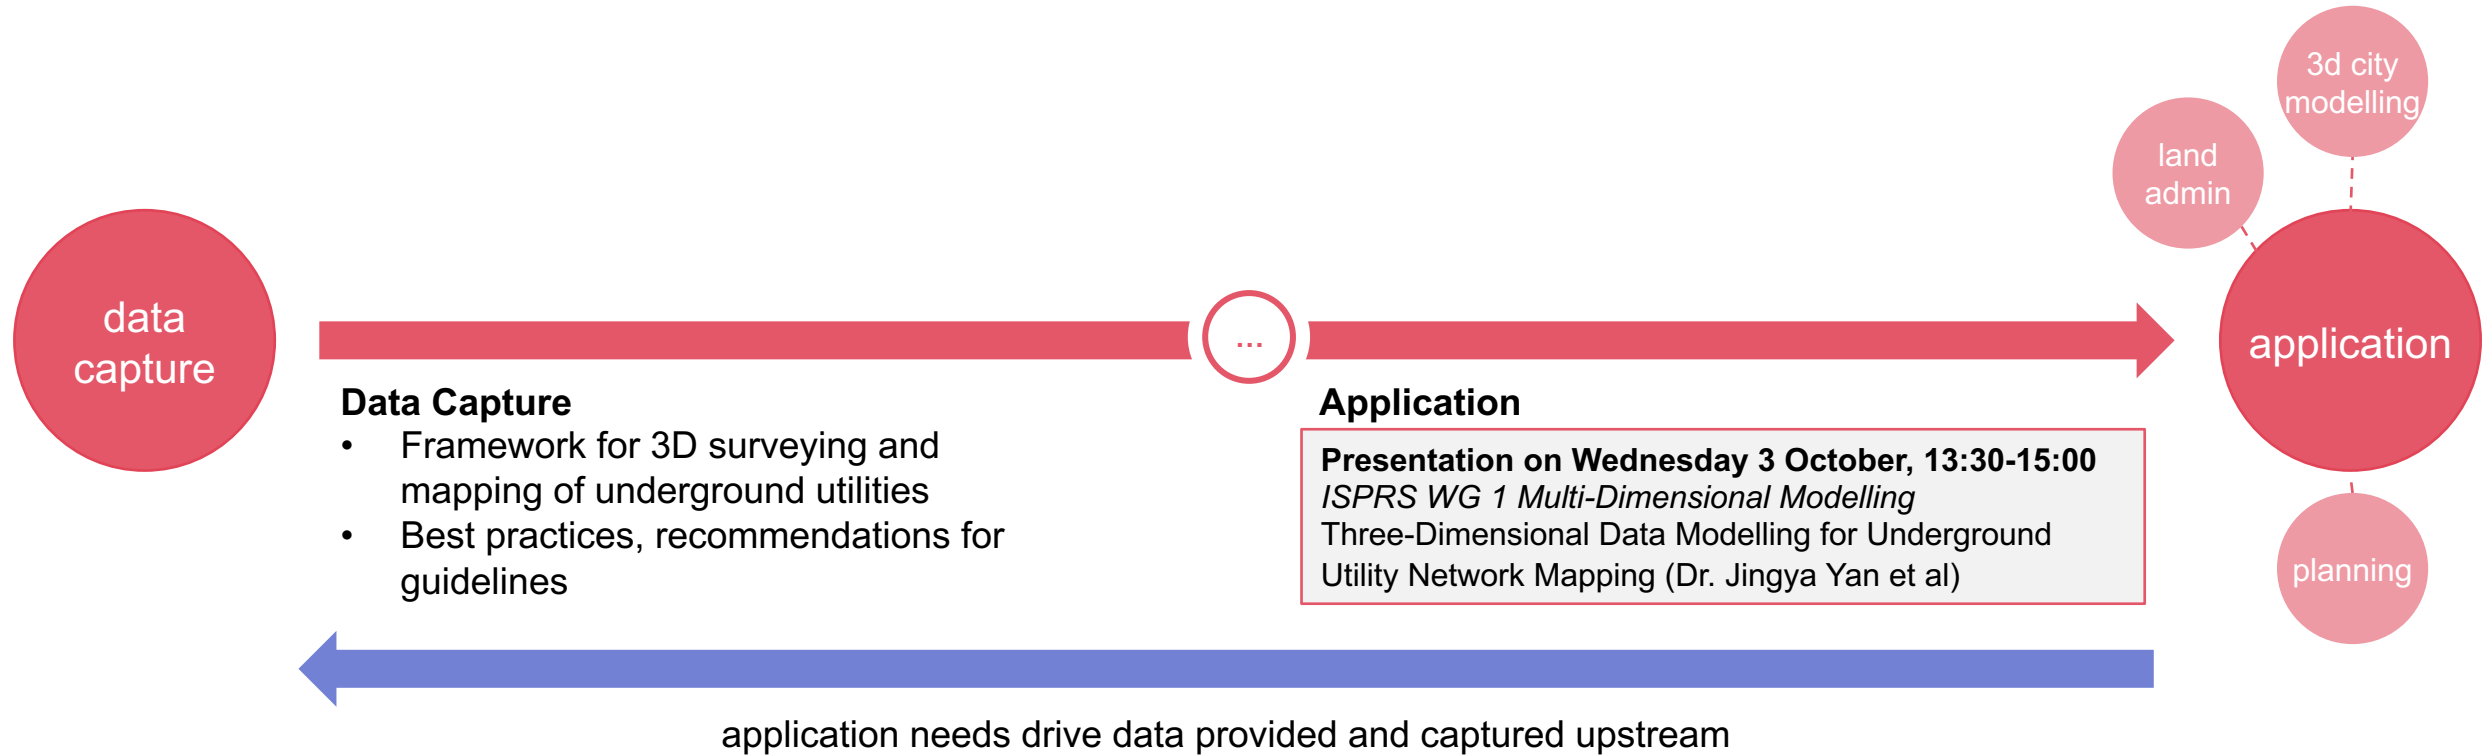 3d city
modelling
land
admin
data
capture
...
application
Data Capture
• Framework for 3D surveying and
mapping of underground utilities
• Best practices, recommendations for
guidelines
Application
Presentation on Wednesday 3 October, 13:30-15:00
ISPRS WG 1 Multi-Dimensional Modelling
Three-Dimensional Data Modelling for Underground
Utility Network Mapping (Dr. Jingya Yan et al)
planning
application needs drive data provided and captured upstream